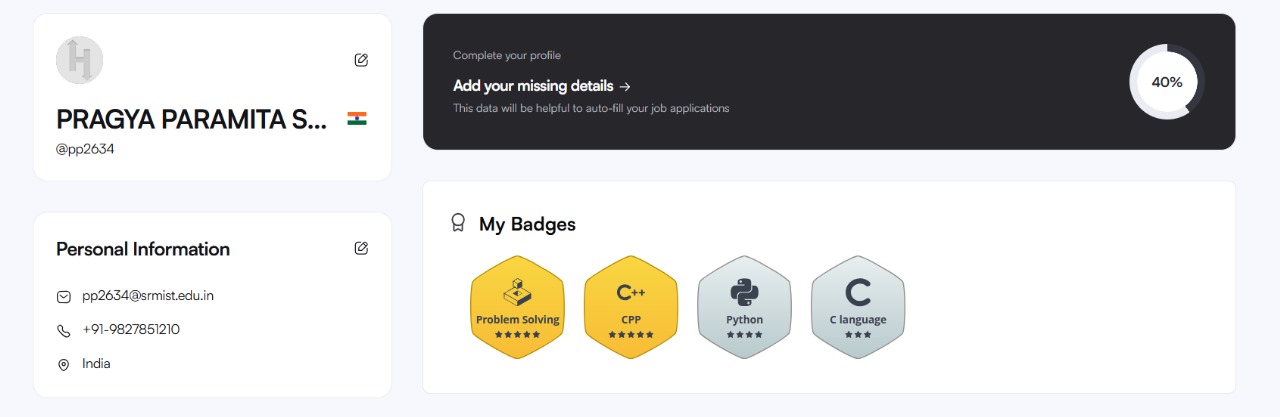 PRAGYA PARAMITA S...
@pp2634
Personal Information
pp2634@srmist.edu.in
+91-9827851210
India
Complete your profile
Add your missing details →
This data will be helpful to auto-fill your job applications
40%
My Badges
Problem Solving
C++
CPP
Python
C
C language